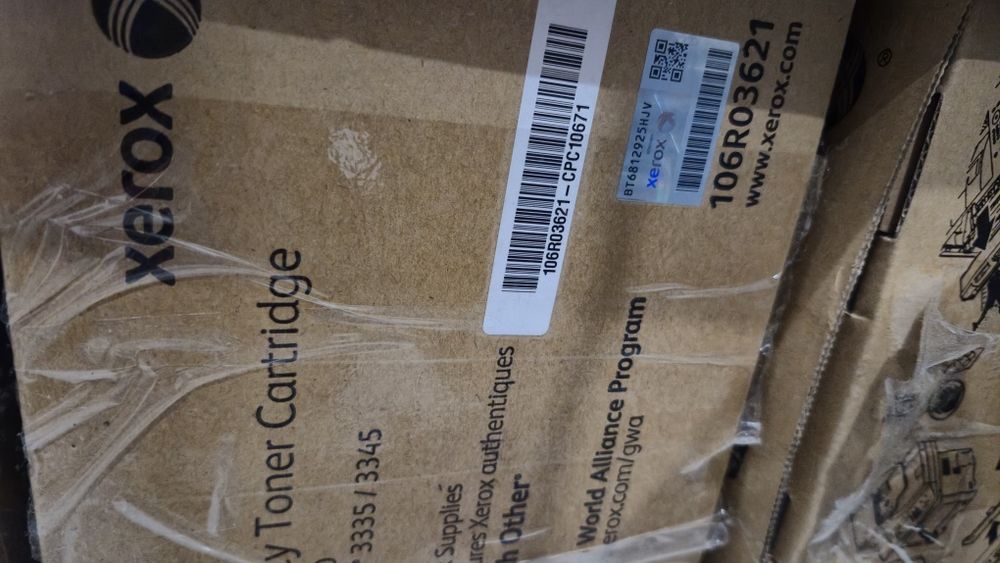 xerox
y Toner Cartridge
3335 / 3345
Supplies
ures Xerox authentiques
h Other
World Alliance Program
erox.com/gwa
106R03621-CPC10671
BT6812925HJV
xerox
106R03621
www.xerox.com